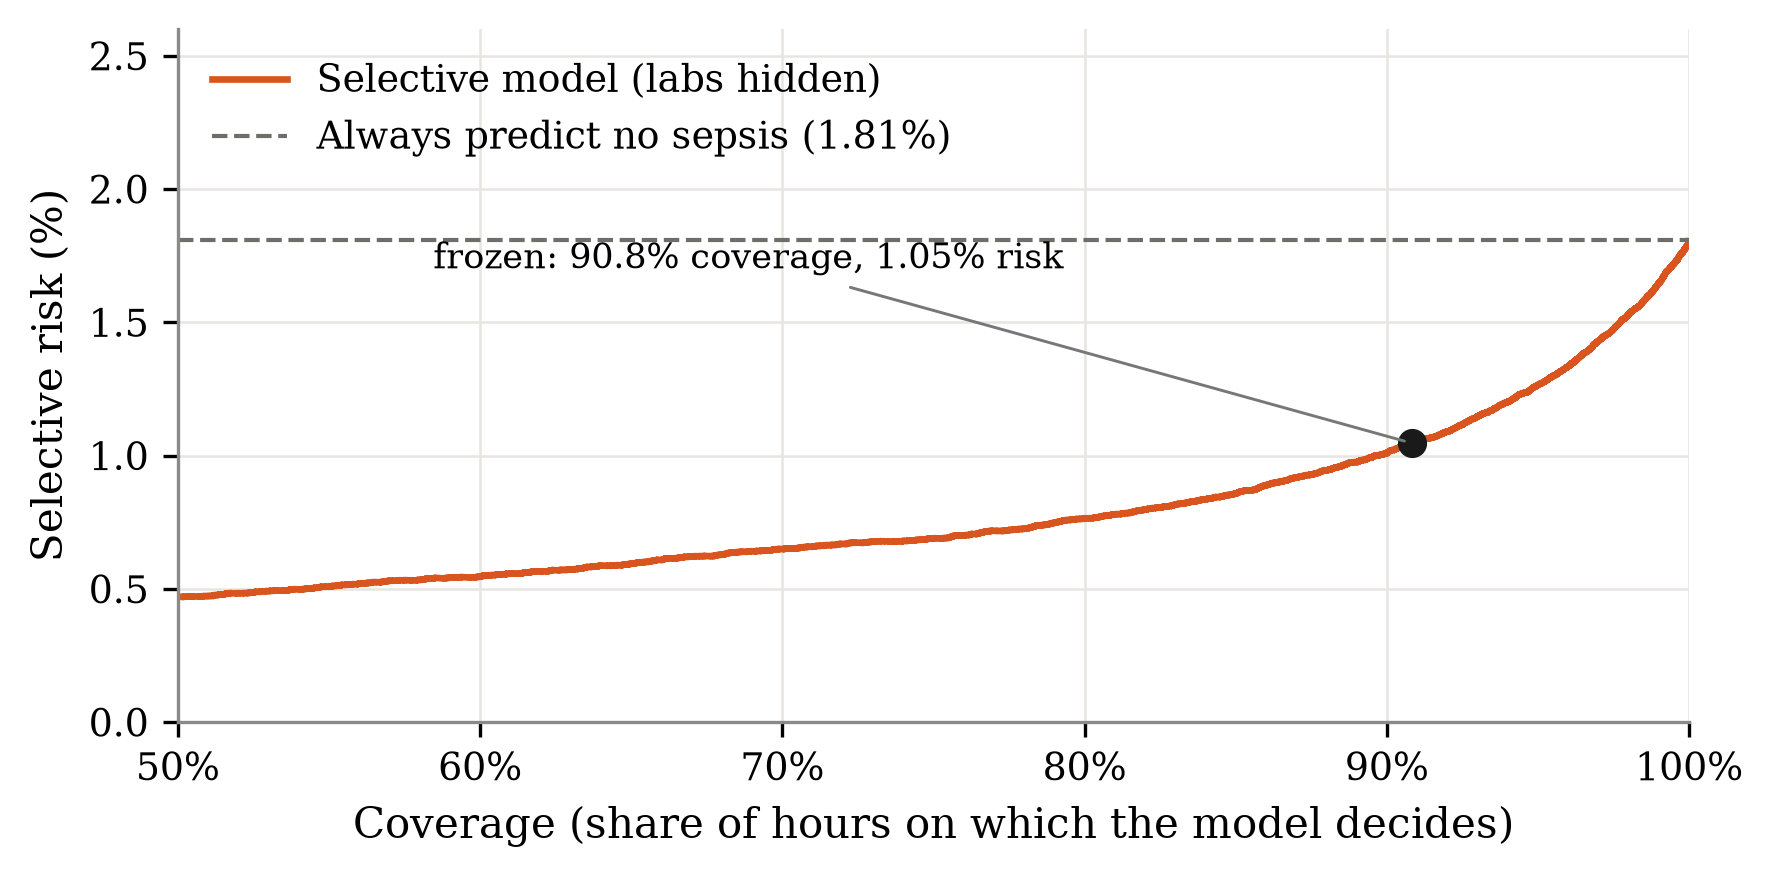 2.5
2.0
1.5
1.0
0.5
0.0
Selective risk (%)
Selective model (labs hidden)
Always predict no sepsis (1.81%)
frozen: 90.8% coverage, 1.05% risk
50%
60%
70%
80%
90%
100%
Coverage (share of hours on which the model decides)